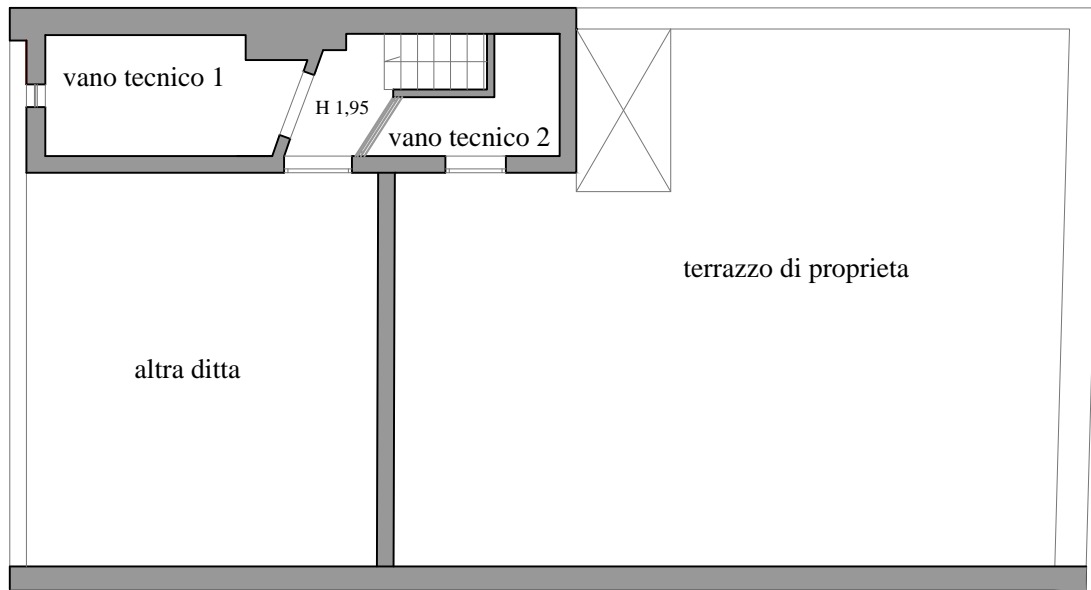 vano tecnico 1
H 1,95
vano tecnico 2
terrazzo di proprieta
altra ditta